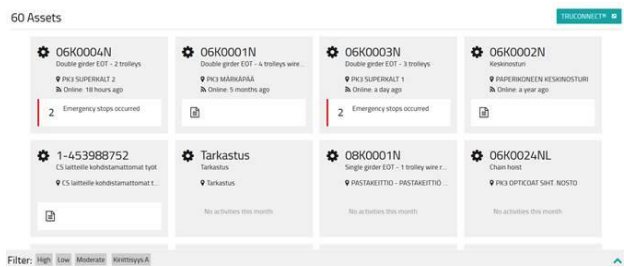 60 Assets
TRUCONNECT®
06K0004N
Double girder EOT - 2 trolleys
PK3 SUPERKALT 2
Online: 18 hours ago
2 Emergency stops occurred
06K0001N
Double girder EOT - 4 trolleys wire...
PK3 MÄRKÄPÄÄ
Online: 5 months ago
06K0003N
Double girder EOT - 3 trolleys
PK3 SUPERKALT 1
Online: a day ago
2 Emergency stops occurred
06K0002N
Keskinosturi
PAPERIKONEEN KESKINOSTURI
Online: a year ago
1-453988752
CS laitteille kohdistamattomat työt
CS laitteille kohdistamattomat t...
Tarkastus
Tarkastus
Tarkastus
No activities this month
08K0001N
Single girder EOT - 1 trolley wire r...
PASTAKEITTIO - PASTAKEITTIÖ ...
No activities this month
06K0024NL
Chain hoist
PK3 OPTICOAT SIHT. NOSTO
No activities this month
Filter: High Low Moderate Kiriittisyys:A